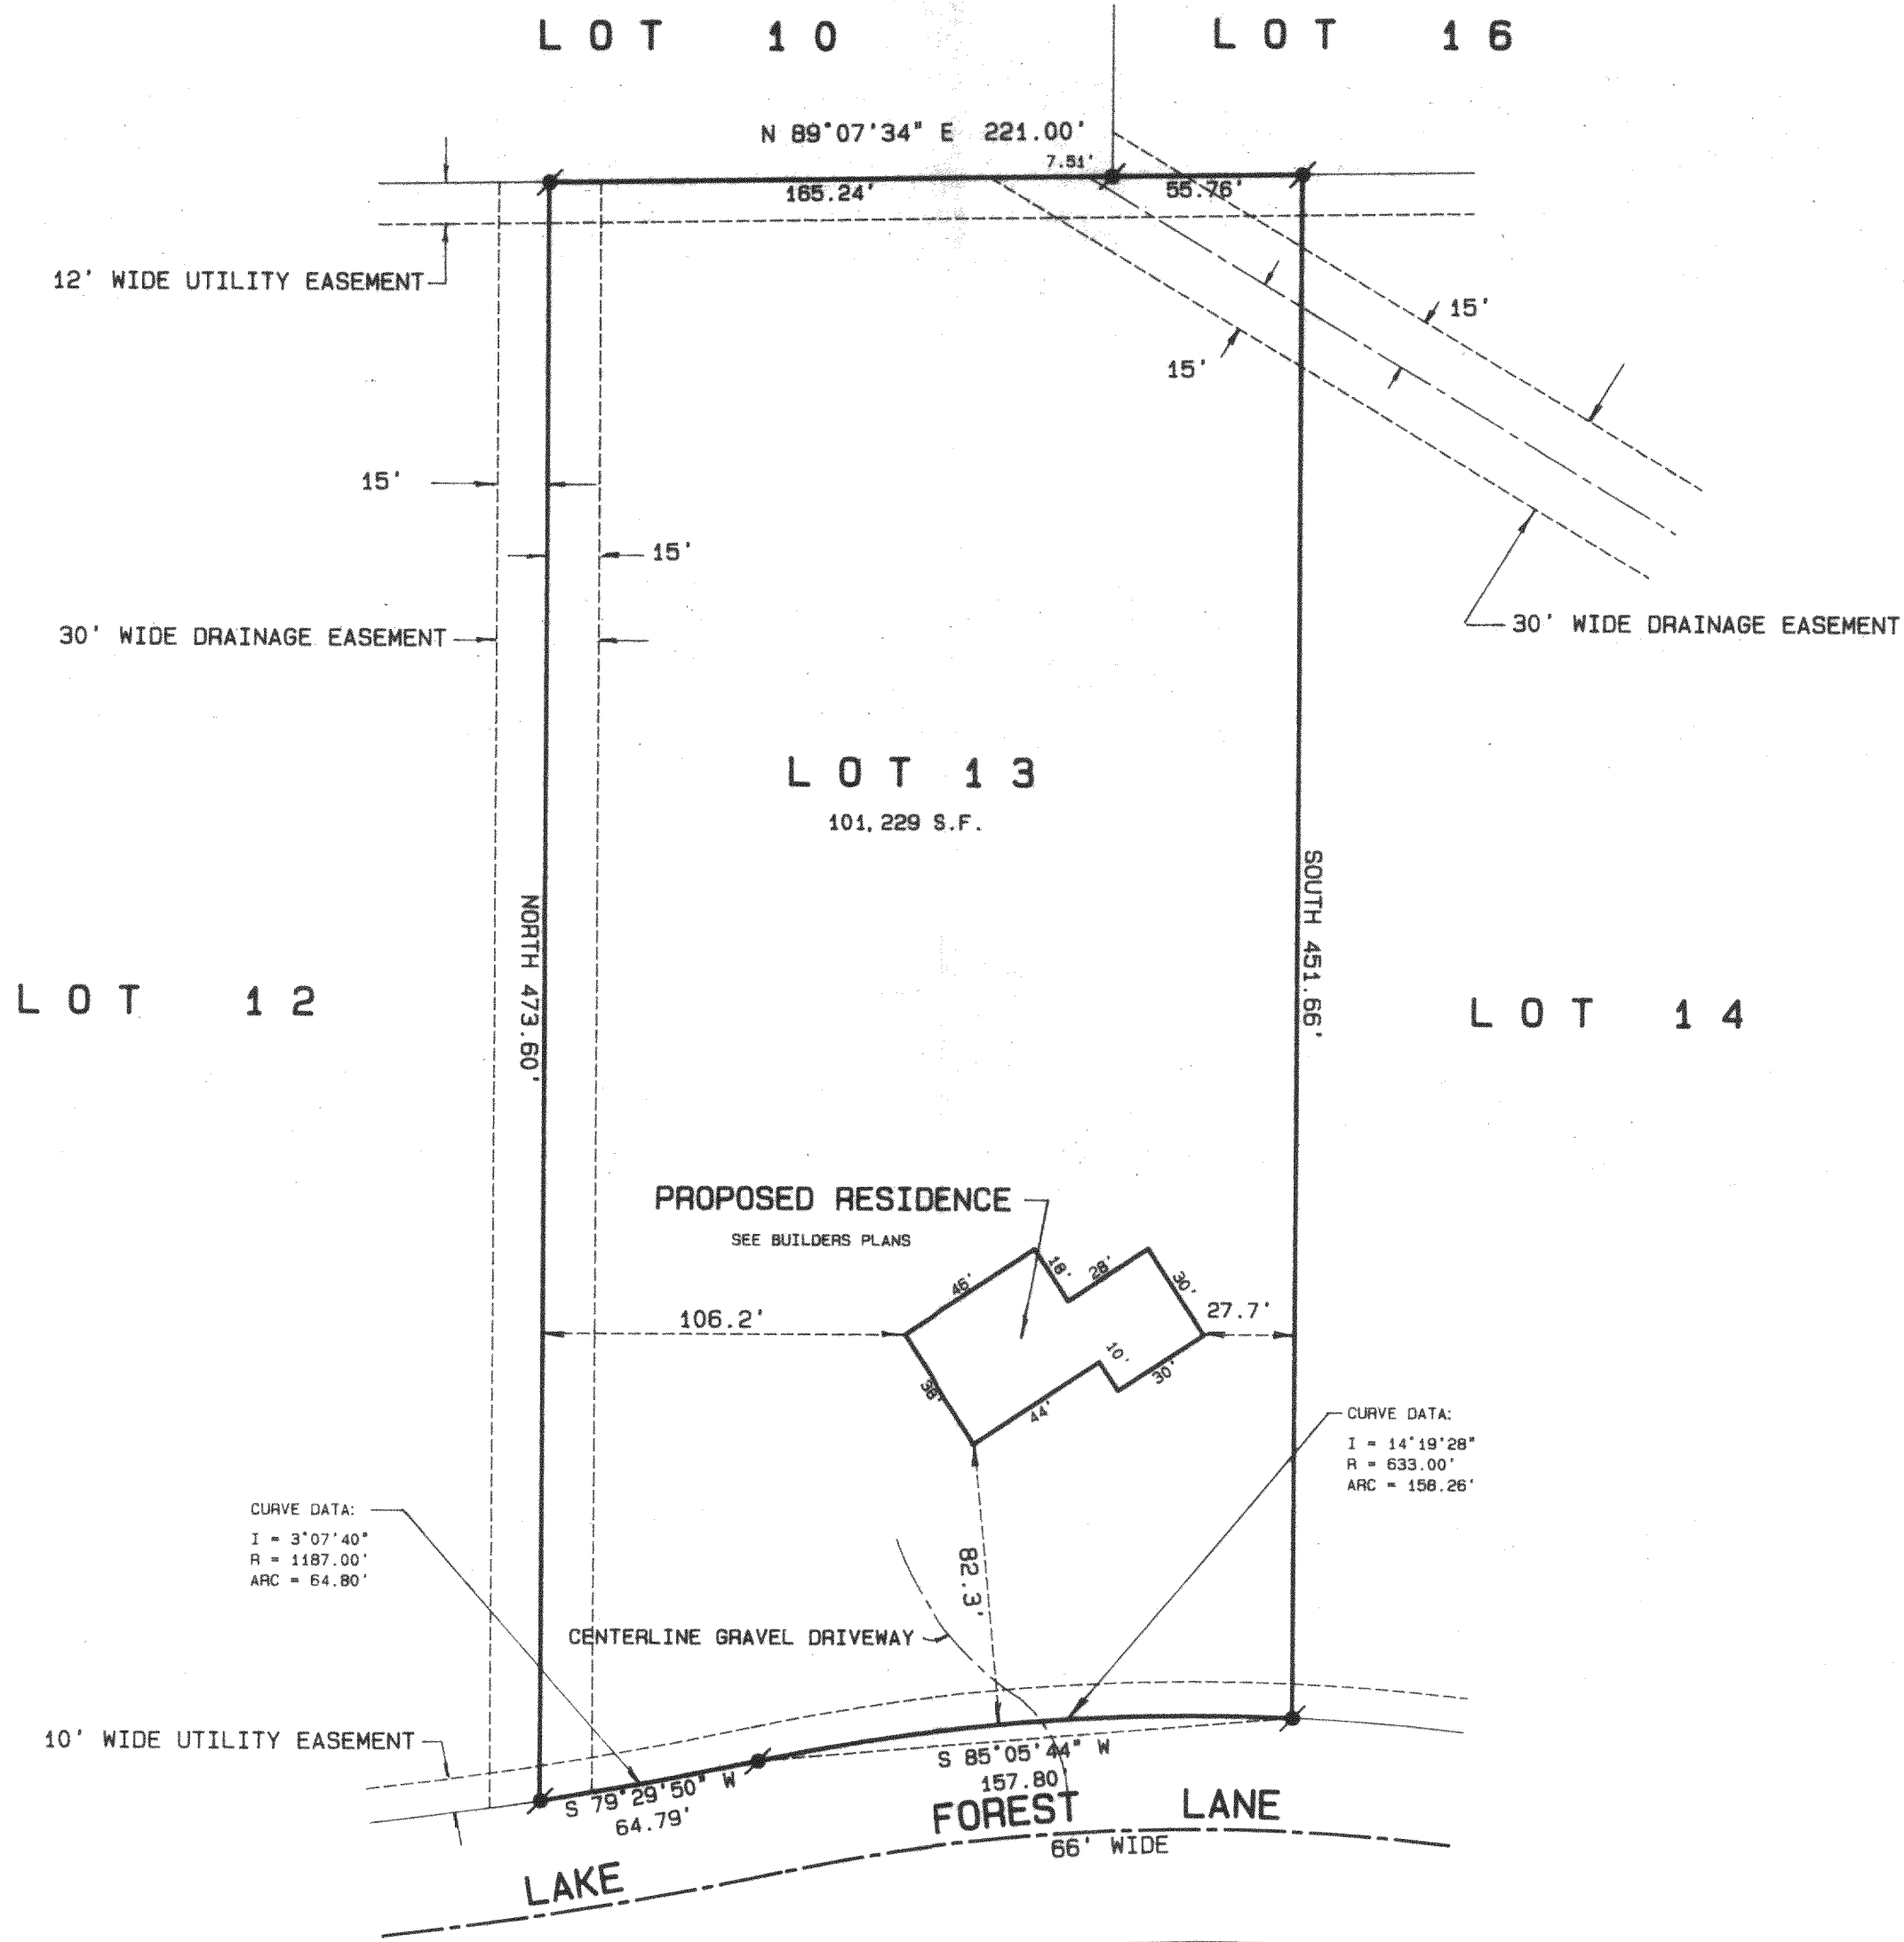 LOT 10
LOT 16
N 89°07'34" E 221.00'
7.51'
165.24'
55.76'
12' WIDE UTILITY EASEMENT
15'
15'
15'
15'
30' WIDE DRAINAGE EASEMENT
30' WIDE DRAINAGE EASEMENT
LOT 13
101,229 S.F.
NORTH 473.60'
SOUTH 451.66'
LOT 12
LOT 14
PROPOSED RESIDENCE
SEE BUILDERS PLANS
46'
18'
28'
30'
106.2'
27.7'
10'
30'
38'
44'
CURVE DATA:
I = 14°19'28"
R = 633.00'
ARC = 158.26'
CURVE DATA:
I = 3°07'40"
R = 1187.00'
ARC = 64.80'
82.3'
CENTERLINE GRAVEL DRIVEWAY
10' WIDE UTILITY EASEMENT
S 85°05'44" W
157.80
S 79°29'50" W
64.79'
LAKE FOREST LANE
66' WIDE